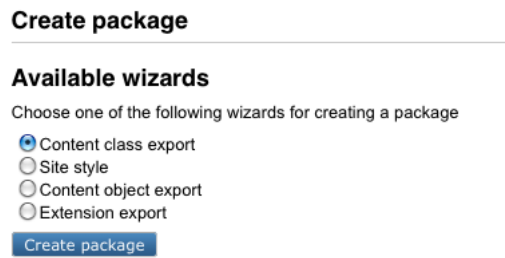 Create package
Available wizards
Choose one of the following wizards for creating a package
Content class export
Site style
Content object export
Extension export
Create package